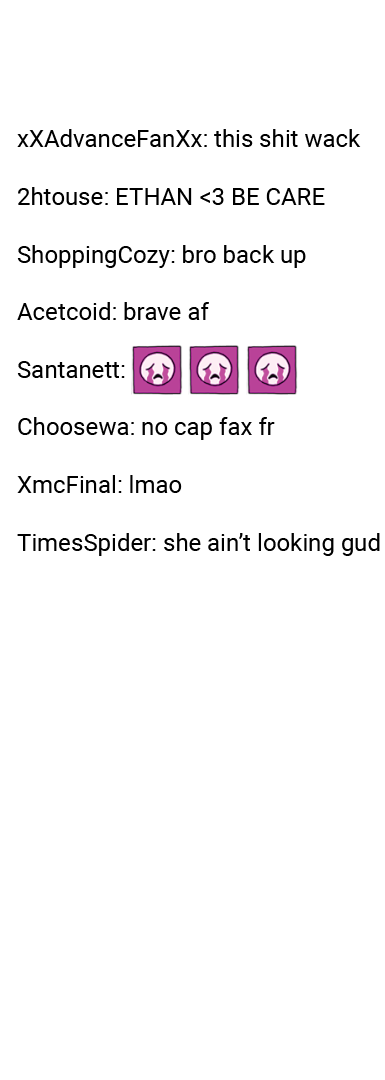 xXAdvanceFanXx: this shit wack
2htouse: ETHAN <3 BE CARE
ShoppingCozy: bro back up
Acetcoid: brave af
Santanett:
Choosewa: no cap fax fr
XmcFinal: lmao
TimesSpider: she ain’t looking gud